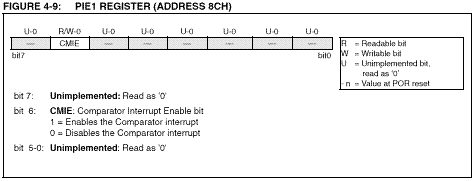 FIGURE 4-9: PIE1 REGISTER (ADDRESS 8CH)
U-0 R/W-0 U-0 U-0 U-0 U-0 U-0 U-0
— CMIE — — — — — —
bit7 bit0
R = Readable bit
W = Writable bit
U = Unimplemented bit,
read as '0'
- n = Value at POR reset
bit 7: Unimplemented: Read as '0'
bit 6: CMIE: Comparator Interrupt Enable bit
1 = Enables the Comparator interrupt
0 = Disables the Comparator interrupt
bit 5-0: Unimplemented: Read as '0'